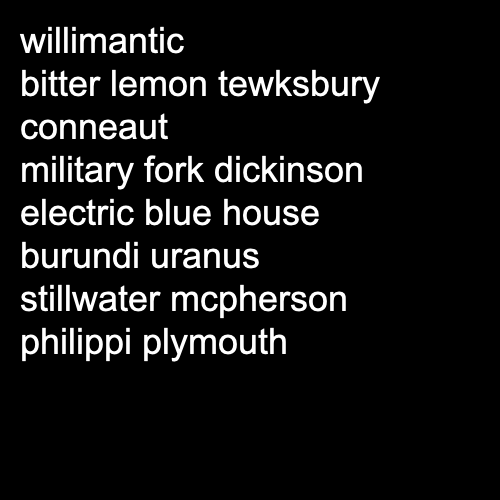 willimantic
bitter lemon tewksbury
conneaut
military fork dickinson
electric blue house
burundi uranus
stillwater mcpherson
philippi plymouth